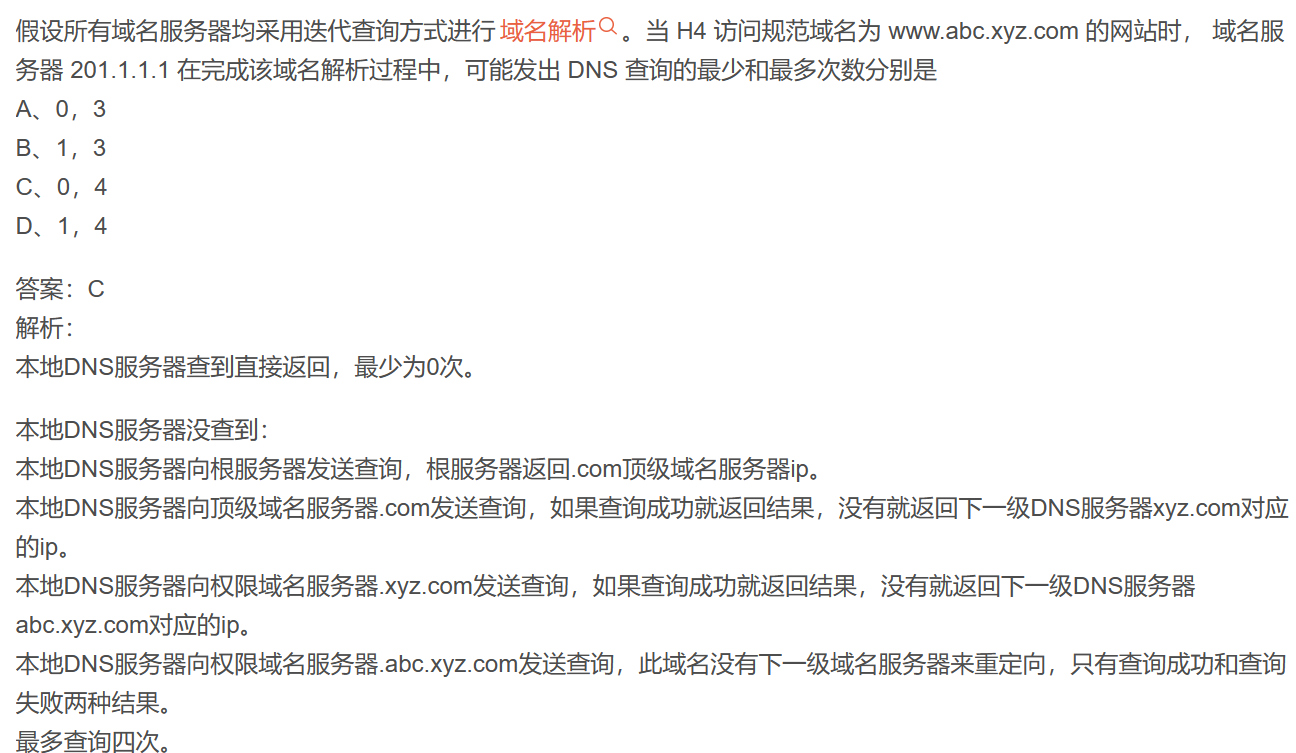 假设所有域名服务器均采用迭代查询方式进行域名解析。当 H4 访问规范域名为 www.abc.xyz.com 的网站时， 域名服
务器 201.1.1.1 在完成该域名解析过程中，可能发出 DNS 查询的最少和最多次数分别是
A、0，3
B、1，3
C、0，4
D、1，4
答案：C
解析：
本地DNS服务器查到直接返回，最少为0次。
本地DNS服务器没查到：
本地DNS服务器向根服务器发送查询，根服务器返回.com顶级域名服务器ip。
本地DNS服务器向顶级域名服务器.com发送查询，如果查询成功就返回结果，没有就返回下一级DNS服务器xyz.com对应
的ip。
本地DNS服务器向权限域名服务器.xyz.com发送查询，如果查询成功就返回结果，没有就返回下一级DNS服务器
abc.xyz.com对应的ip。
本地DNS服务器向权限域名服务器.abc.xyz.com发送查询，此域名没有下一级域名服务器来重定向，只有查询成功和查询
失败两种结果。
最多查询四次。